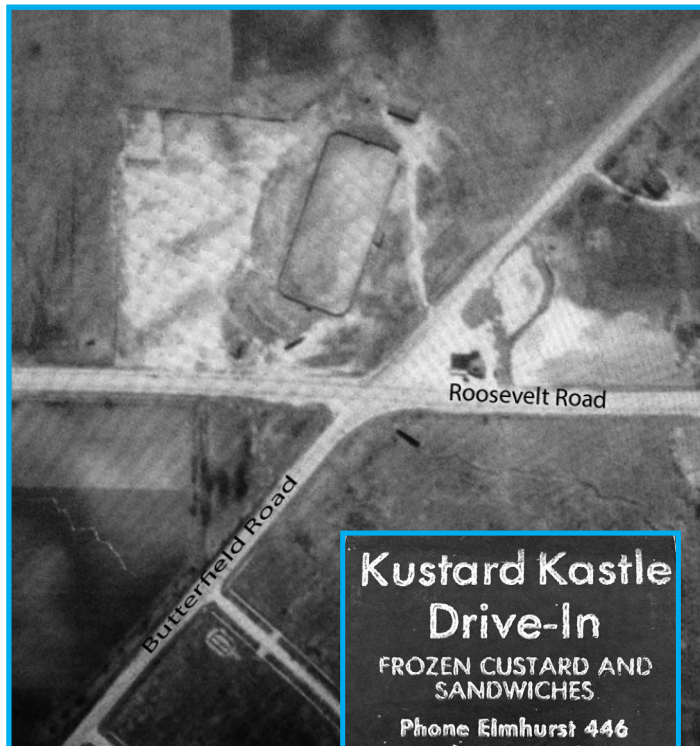 Roosevelt Road
Butterfield Road
Kustard Kastle
Drive-In
FROZEN CUSTARD AND
SANDWICHES
Phone Elmhurst 446